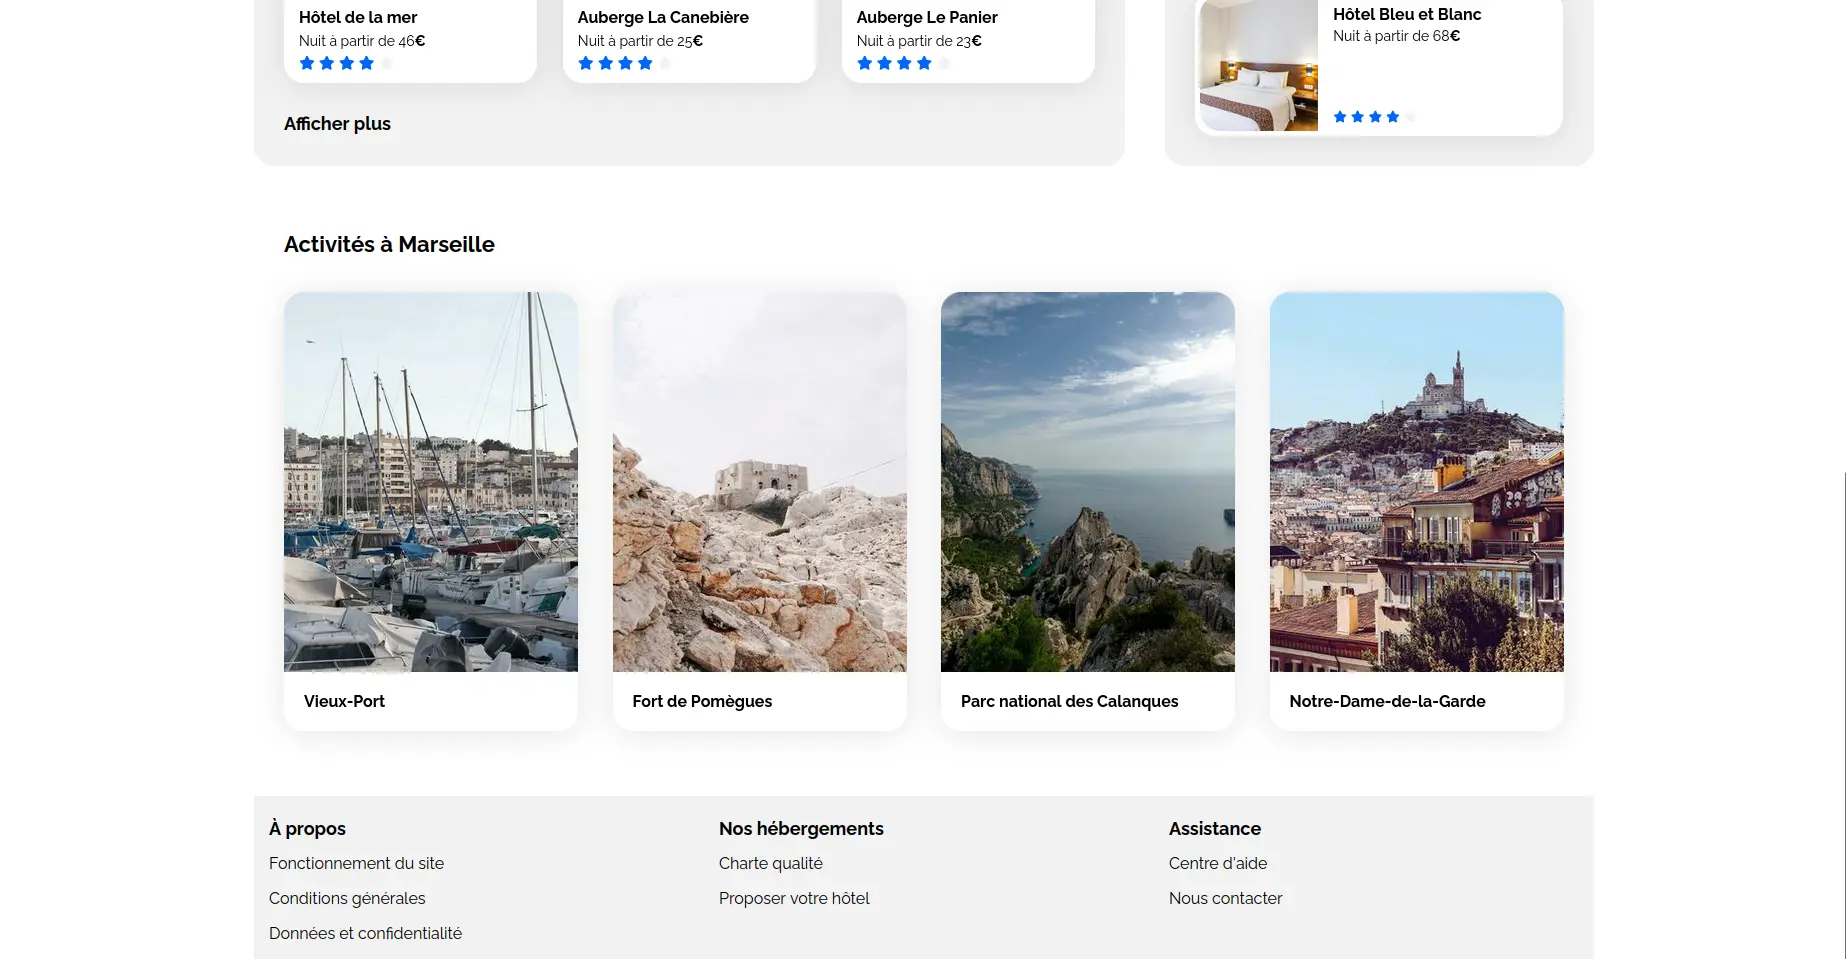 Hôtel de la mer
Nuit à partir de 46€
Auberge La Canebière
Nuit à partir de 25€
Auberge Le Panier
Nuit à partir de 23€
Hôtel Bleu et Blanc
Nuit à partir de 68€
Afficher plus
Activités à Marseille
Vieux-Port
Fort de Pomègues
Parc national des Calanques
Notre-Dame-de-la-Garde
À propos
Fonctionnement du site
Conditions générales
Données et confidentialité
Nos hébergements
Charte qualité
Proposer votre hôtel
Assistance
Centre d'aide
Nous contacter